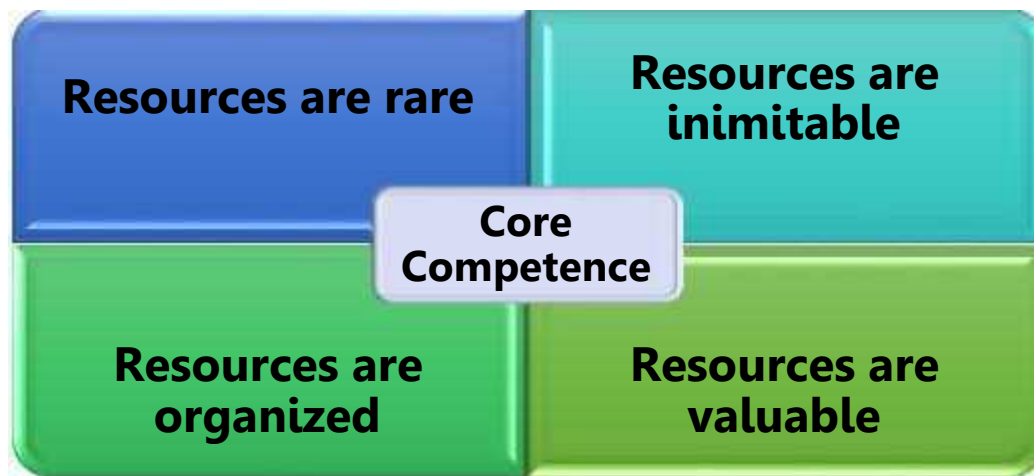 Resources are rare
Resources are
inimitable
Core
Competence
Resources are
organized
Resources are
valuable